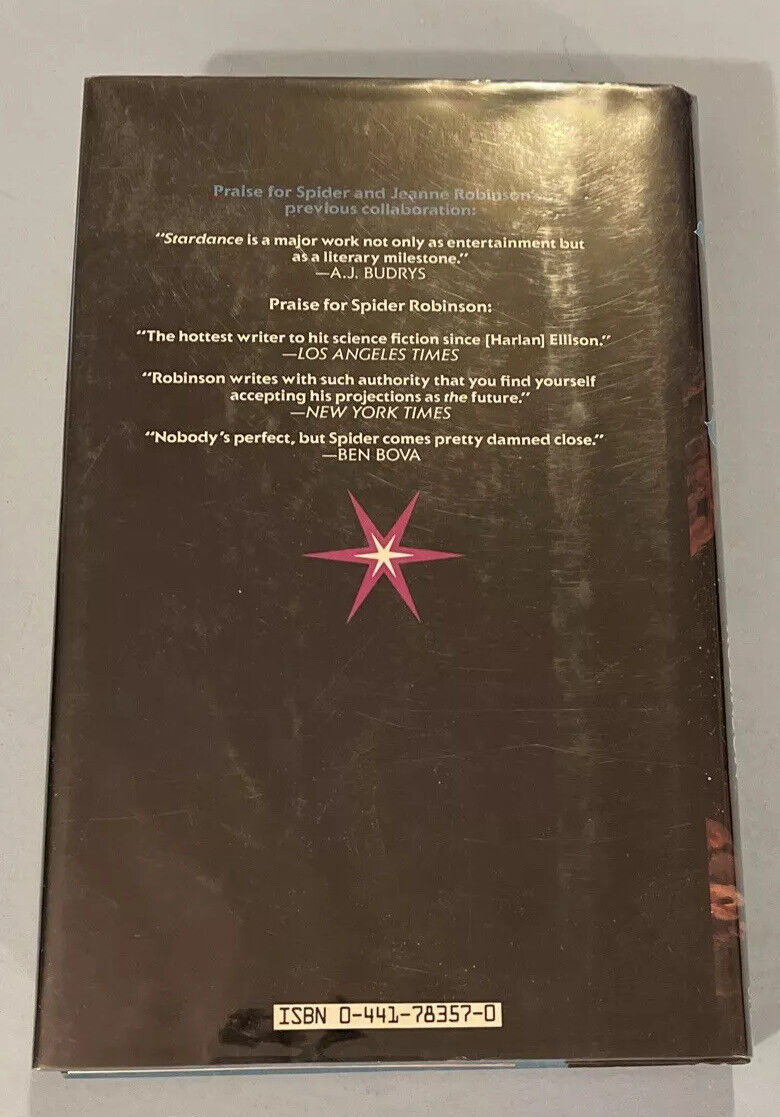 Praise for Spider and Jeanne Robinson's
previous collaboration:
"Stardance is a major work not only as entertainment but
as a literary milestone."
—A.J. BUDRYS
Praise for Spider Robinson:
"The hottest writer to hit science fiction since [Harlan] Ellison."
—LOS ANGELES TIMES
"Robinson writes with such authority that you find yourself
accepting his projections as the future."
—NEW YORK TIMES
"Nobody's perfect, but Spider comes pretty damned close."
—BEN BOVA
ISBN 0-441-78357-0